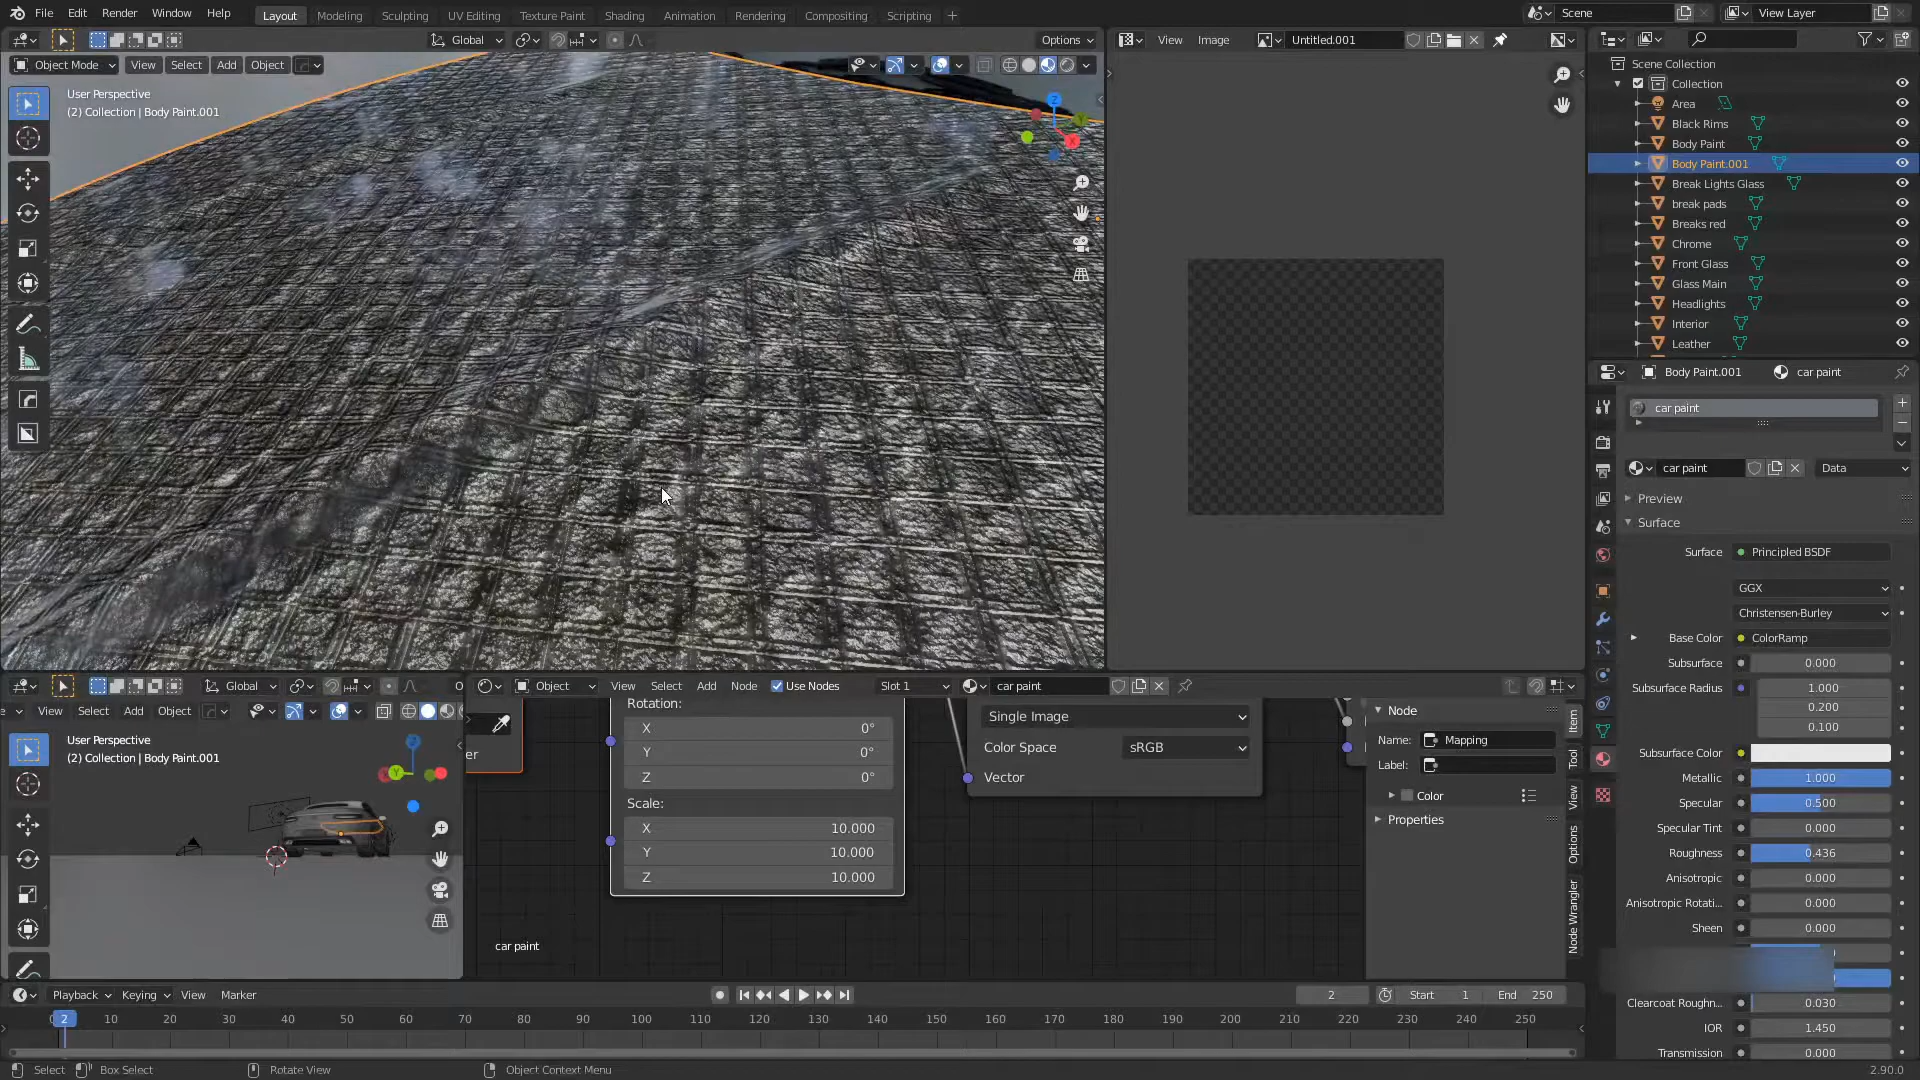 File Edit Render Window Help Layout Modeling Sculpting UV Editing Texture Paint Shading Animation Rendering Compositing Scripting + Scene View Layer
Global Options View Image Untitled.001
Object Mode View Select Add Object
User Perspective
(2) Collection | Body Paint.001
Z
Y
X
Scene Collection
Collection
Area
Black Rims
Body Paint
Body Paint.001
Break Lights Glass
break pads
Breaks red
Chrome
Front Glass
Glass Main
Headlights
Interior
Leather
Body Paint.001 car paint
car paint
car paint Data
Preview
Surface
Surface Principled BSDF
GGX
Christensen-Burley
Base Color ColorRamp
Subsurface 0.000
Subsurface Radius 1.000
0.200
0.100
Subsurface Color
Metallic 1.000
Specular 0.500
Specular Tint 0.000
Roughness 0.436
Anisotropic 0.000
Anisotropic Rotati... 0.000
Sheen 0.000
Clearcoat Roughn... 0.030
IOR 1.450
Transmission 0.000
Global O
View Select Add Object
User Perspective
(2) Collection | Body Paint.001
Z
Y
Object View Select Add Node Use Nodes Slot 1 car paint
er
Rotation:
X 0°
Y 0°
Z 0°
Scale:
X 10.000
Y 10.000
Z 10.000
Single Image
Color Space sRGB
Vector
car paint
Node
Name: Mapping
Label:
Color
Properties
Item
Tool
View
Options
Node Wrangler
Playback Keying View Marker 2 Start 1 End 250
0 2 10 20 30 40 50 60 70 80 90 100 110 120 130 140 150 160 170 180 190 200 210 220 230 240 250
Select Box Select Rotate View Object Context Menu 2.90.0